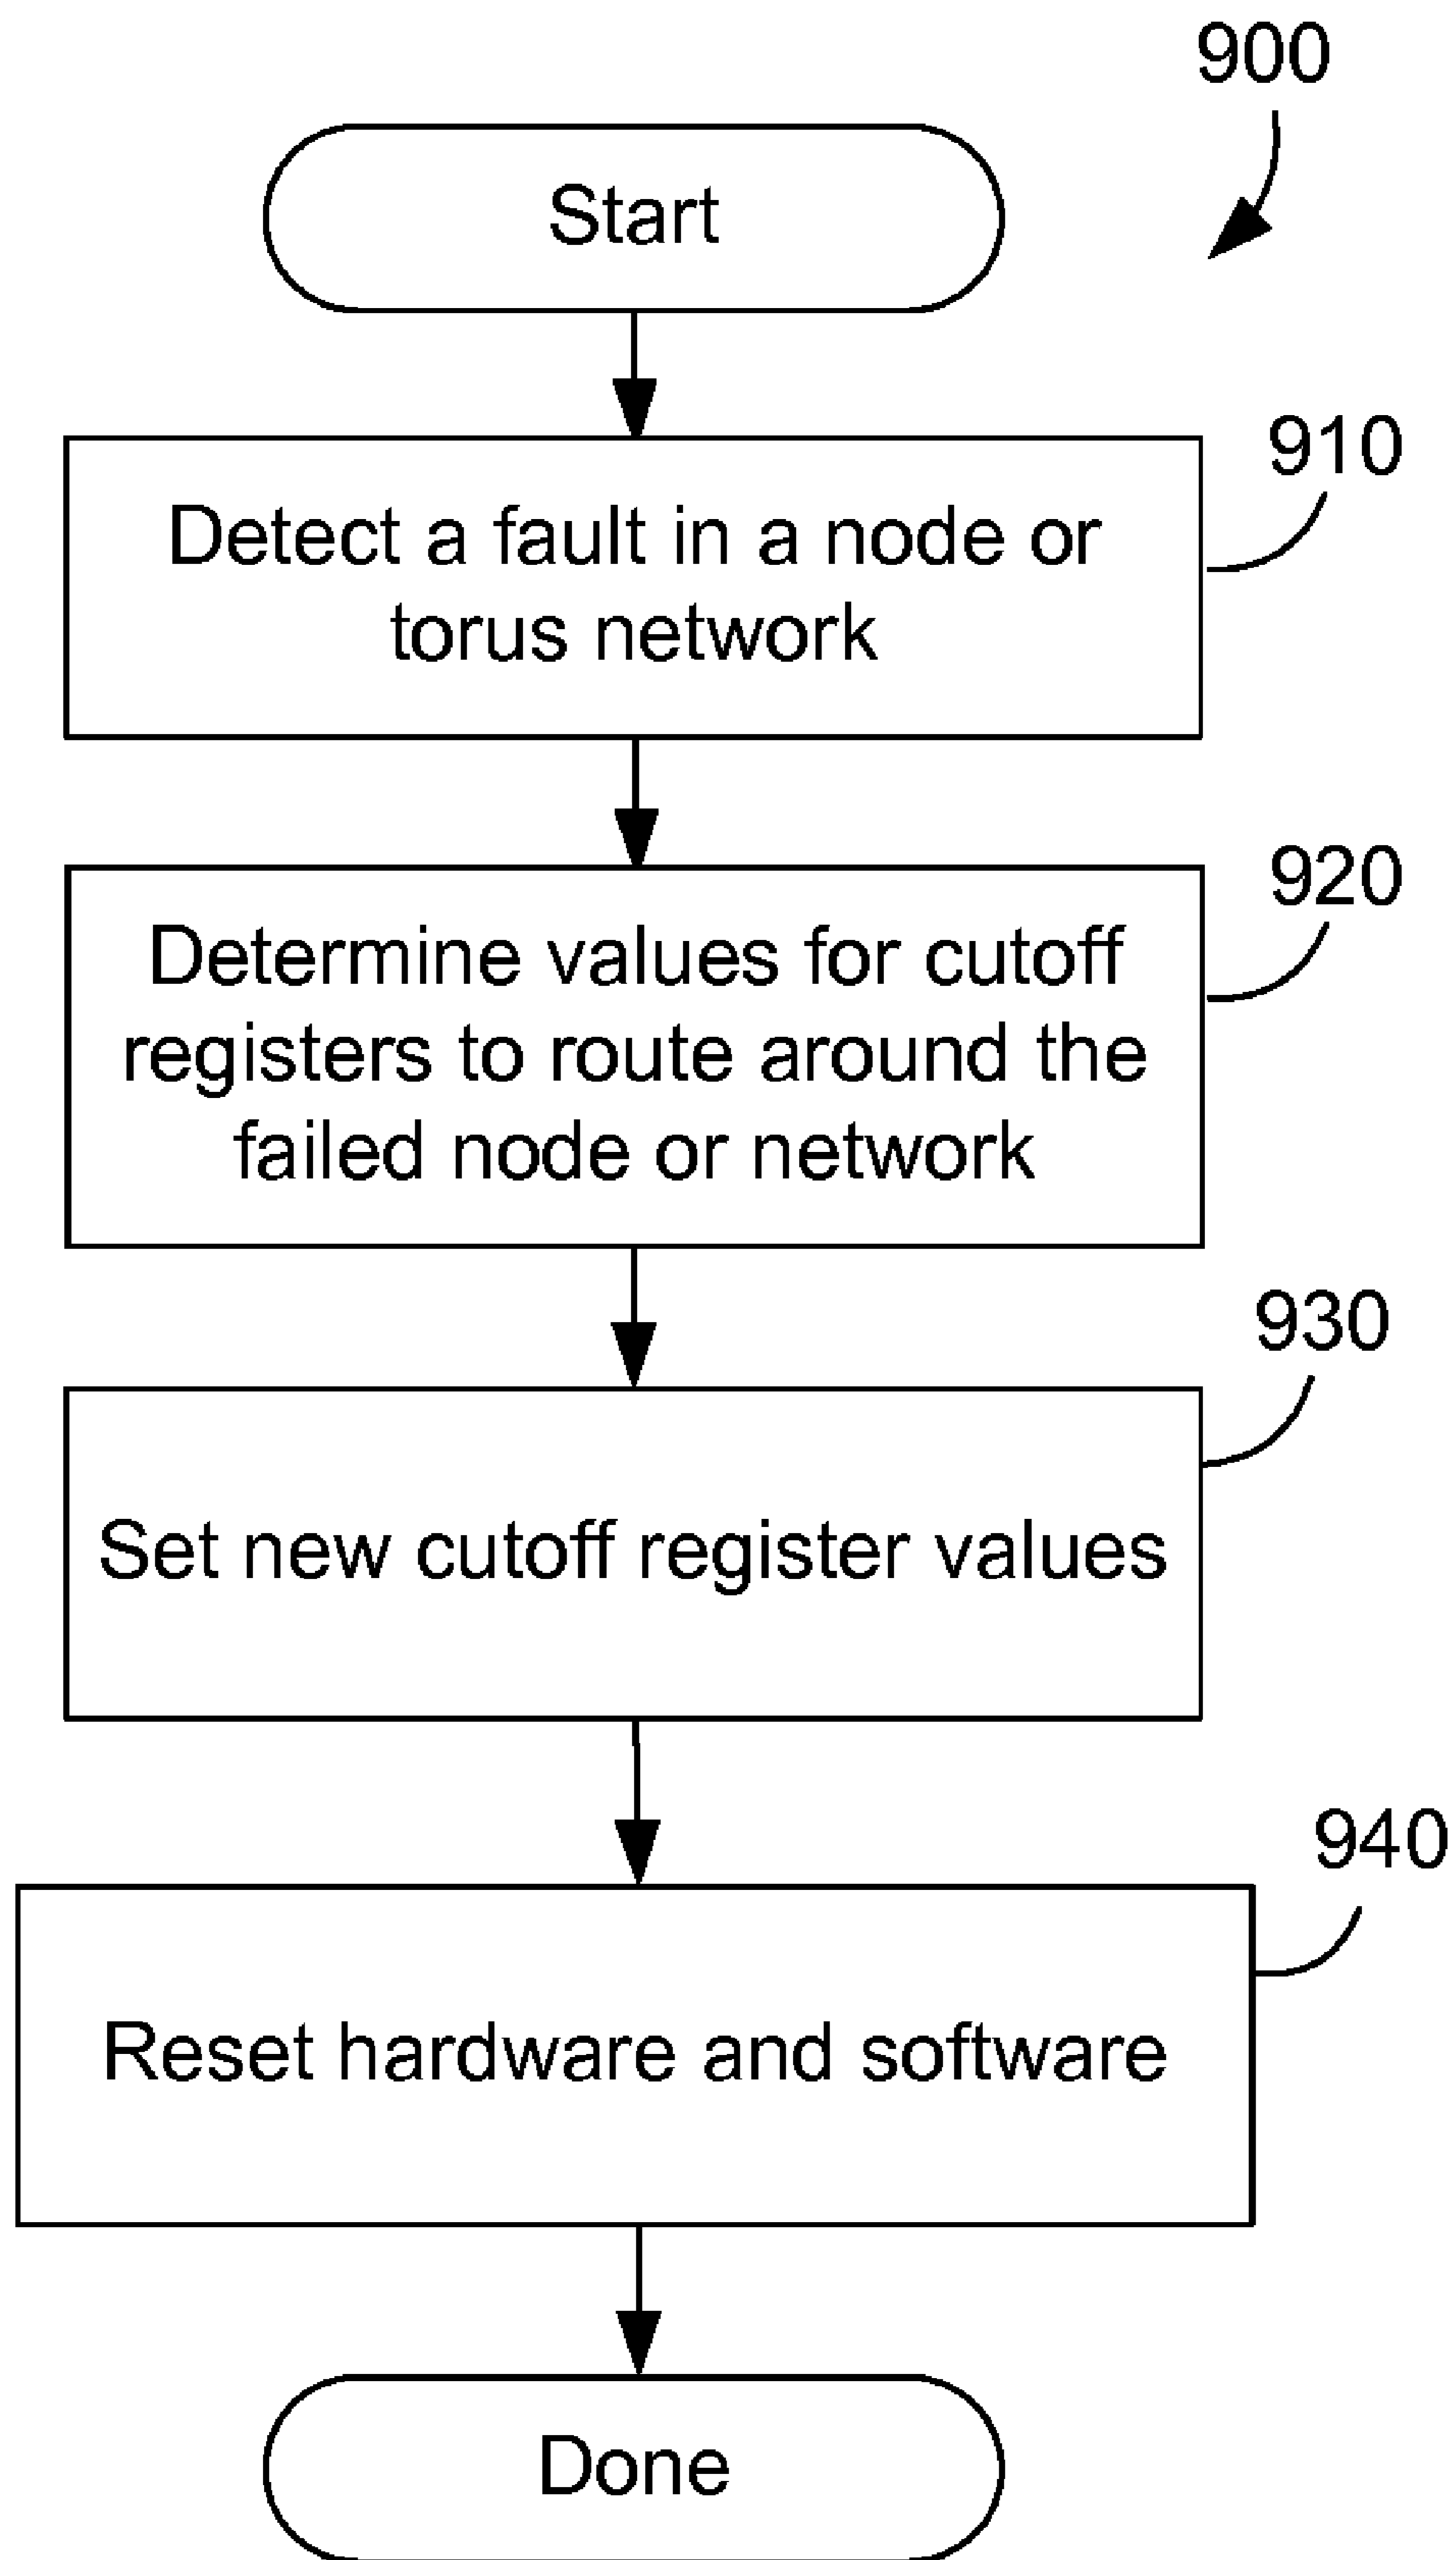 900
Start
910
Detect a fault in a node or
torus network
920
Determine values for cutoff
registers to route around the
failed node or network
930
Set new cutoff register values
940
Reset hardware and software
Done